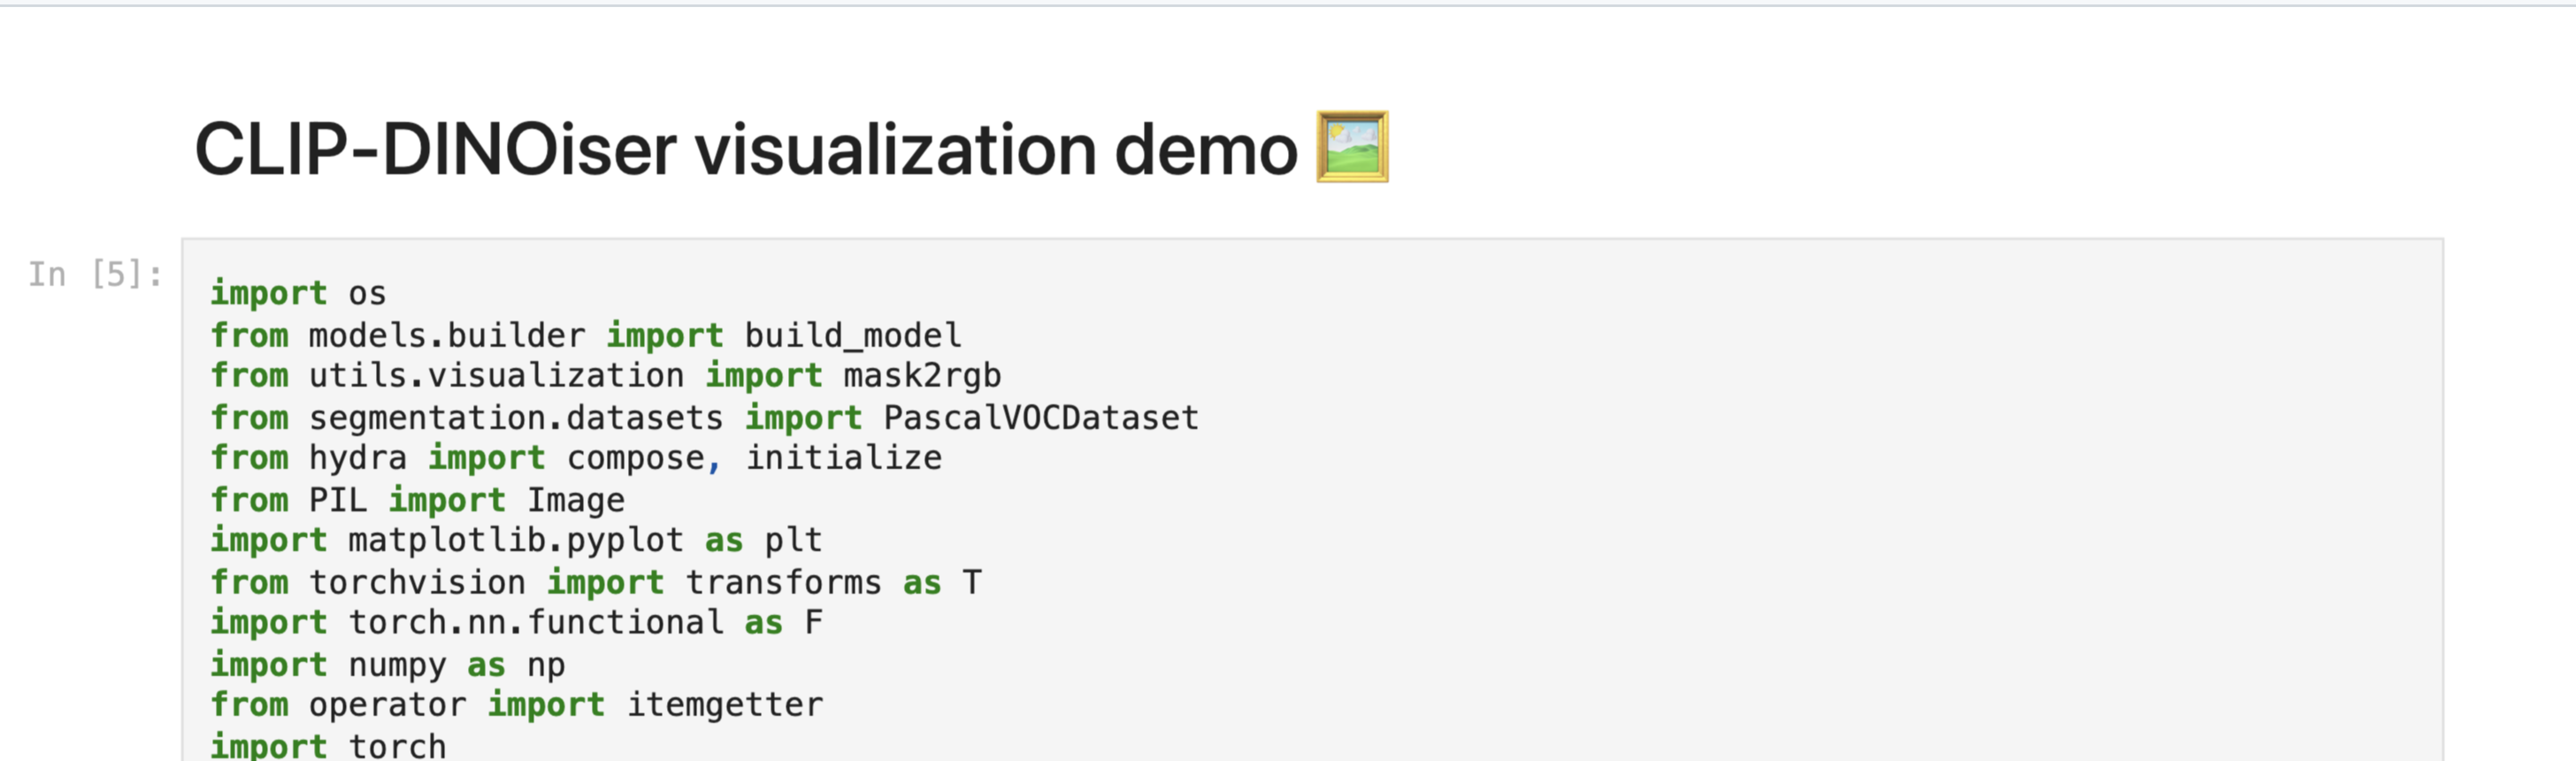 CLIP-DINOiser visualization demo 🖼️
In [5]:
import os
from models.builder import build_model
from utils.visualization import mask2rgb
from segmentation.datasets import PascalVOCDataset
from hydra import compose, initialize
from PIL import Image
import matplotlib.pyplot as plt
from torchvision import transforms as T
import torch.nn.functional as F
import numpy as np
from operator import itemgetter
import torch